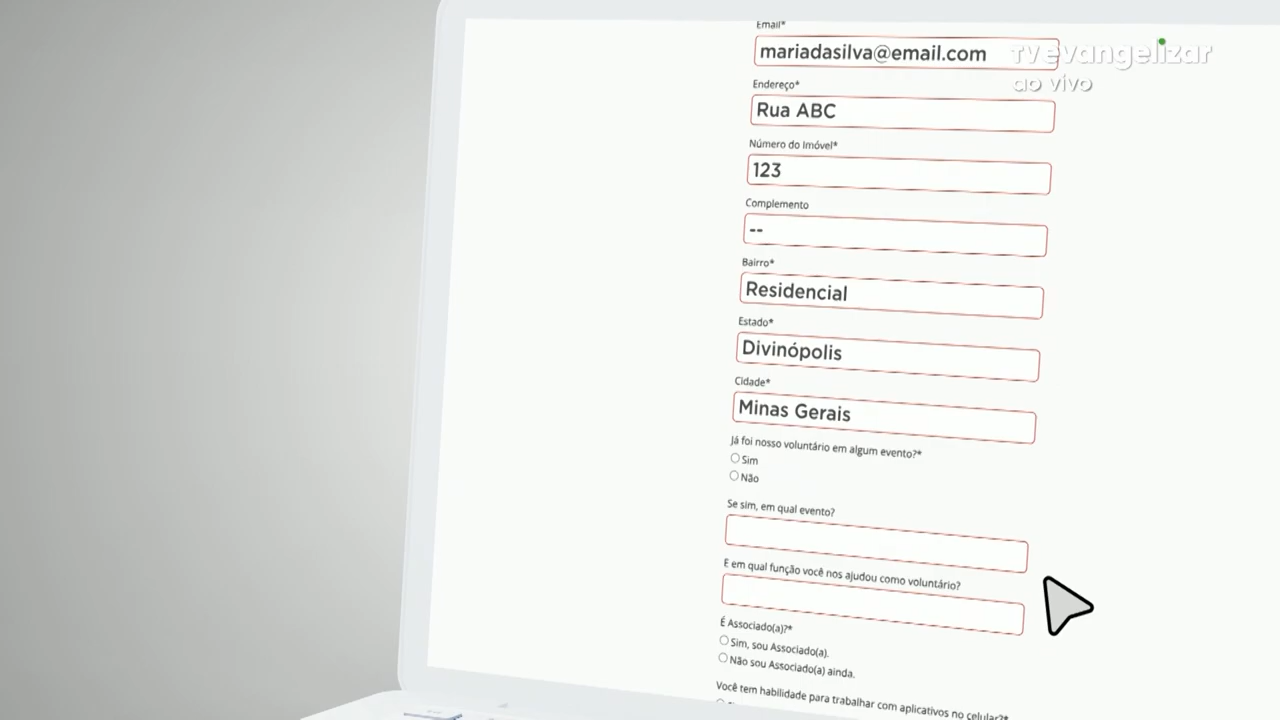 Email*
mariadasilva@email.com
tvevangelizar
ao vivo
Endereço*
Rua ABC
Número do Imóvel*
123
Complemento
--
Bairro*
Residencial
Estado*
Divinópolis
Cidade*
Minas Gerais
Já foi nosso voluntário em algum evento?*
Sim
Não
Se sim, em qual evento?
E em qual função você nos ajudou como voluntário?
É Associado(a)?*
Sim, sou Associado(a).
Não sou Associado(a) ainda.
Você tem habilidade para trabalhar com aplicativos no celular?*